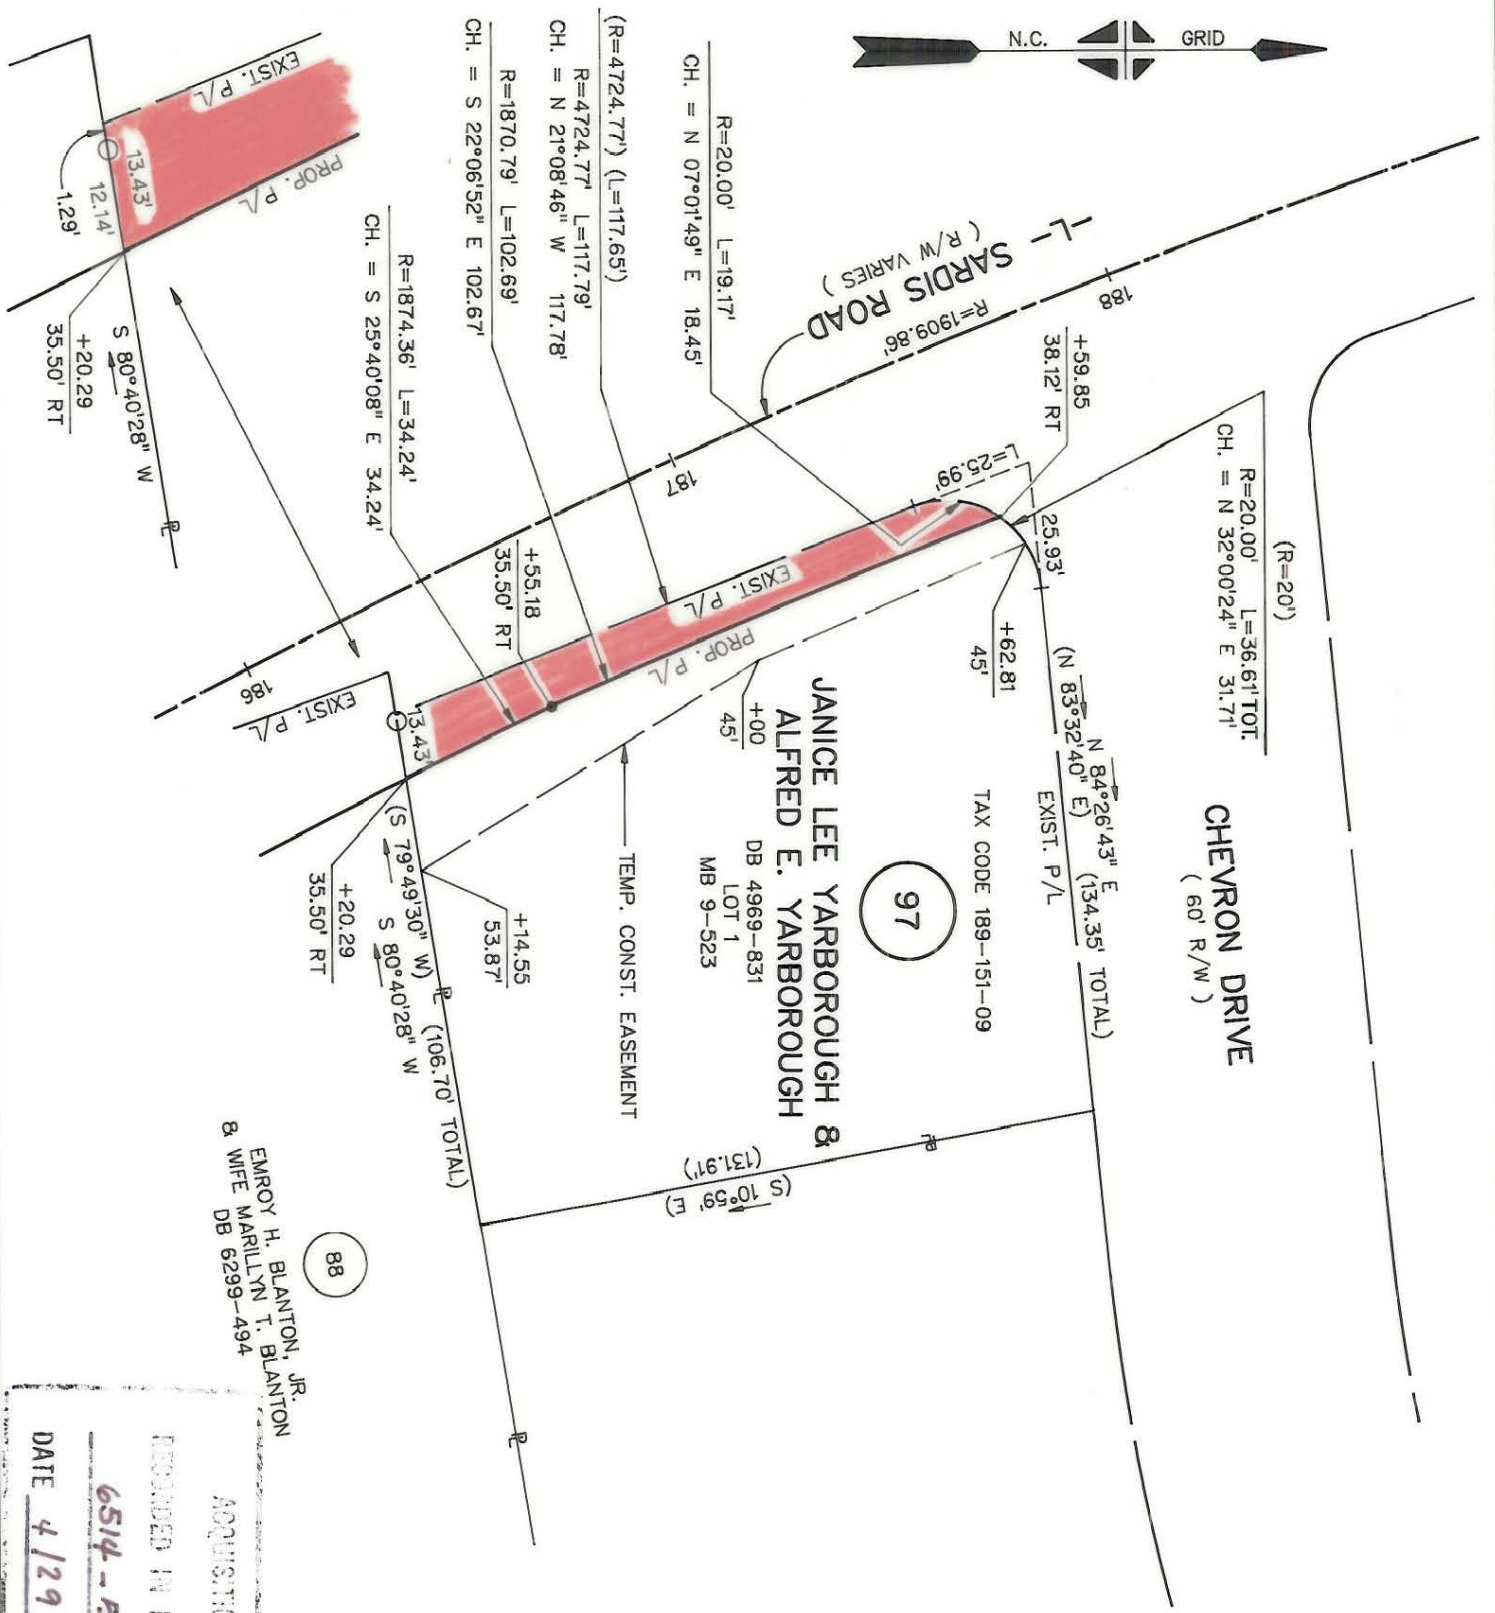 N.C. GRID
(R=20')
R=20.00' L=36.61' TOT.
CH. = N 32°00'24" E 31.71'
CHEVRON DRIVE
( 60' R/W )
188
-L- SARDIS ROAD
( R/W VARIES )
R=1909.86'
+59.85
38.12' RT
R=20.00' L=19.17'
CH. = N 07°01'49" E 18.45'
(R=4724.77') (L=117.65')
R=4724.77' L=117.79'
CH. = N 21°08'46" W 117.78'
R=1870.79' L=102.69'
CH. = S 22°06'52" E 102.67'
R=1874.36' L=34.24'
CH. = S 25°40'08" E 34.24'
L=25.99'
25.93'
+62.81
45'
(N 83°32'40" E)
N 84°26'43" E (134.35' TOTAL)
EXIST. P/L
TAX CODE 189-151-09
97
JANICE LEE YARBOROUGH &
ALFRED E. YARBOROUGH
DB 4969-831
LOT 1
MB 9-523
187
EXIST. P/L
PROP. P/L
+00
45'
+55.18
35.50' RT
TEMP. CONST. EASEMENT
186
EXIST. P/L
13.43'
+14.55
53.87'
(S 79°49'30" W)
S 80°40'28" W
(106.70' TOTAL)
PL
+20.29
35.50' RT
(131.91')
(S 10°59' E)
PL
88
EMROY H. BLANTON, JR.
& WIFE MARILLYN T. BLANTON
DB 6299-494
PL
EXIST. P/L
PROP. P/L
13.43'
12.14'
1.29'
S 80°40'28" W
PL
+20.29
35.50' RT
RECORDED IN
6514 -
DATE 4/29